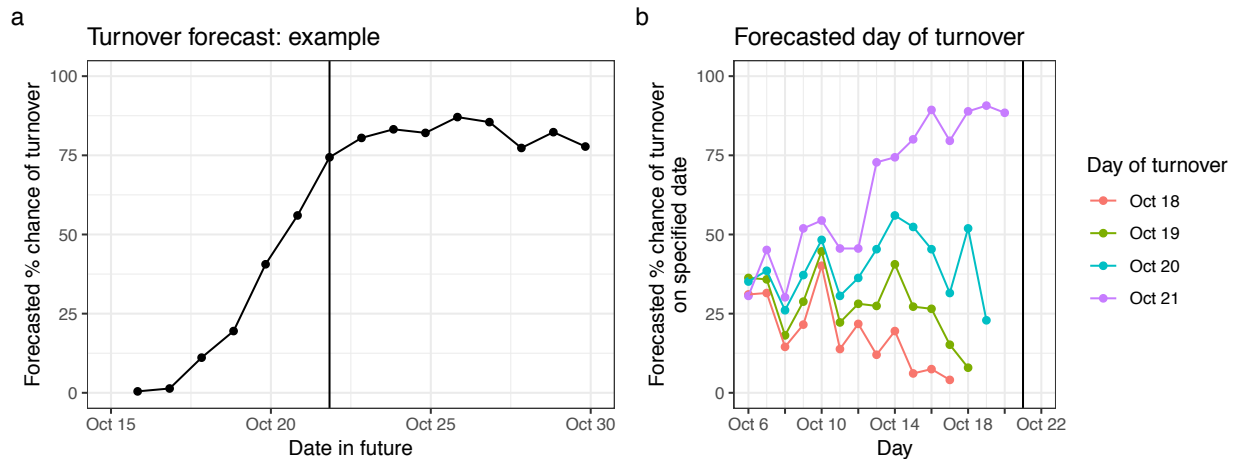 a
Turnover forecast: example
Forecasted % chance of turnover
100
75
50
25
0
Oct 15
Oct 20
Oct 25
Oct 30
Date in future
b
Forecasted day of turnover
Forecasted % chance of turnover
on specified date
100
75
50
25
0
Oct 6
Oct 10
Oct 14
Oct 18
Oct 22
Day
Day of turnover
Oct 18
Oct 19
Oct 20
Oct 21